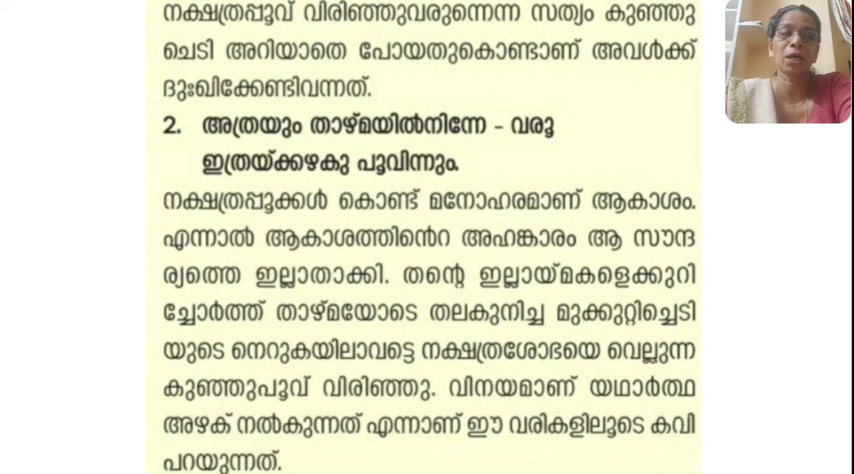 നക്ഷത്രപ്പൂവ് വിരിഞ്ഞുവരുന്നെന്ന സത്യം കുഞ്ഞു
ചെടി അറിയാതെ പോയതുകൊണ്ടാണ് അവൾക്ക്
ദുഃഖിക്കേണ്ടിവന്നത്.
2. അത്രയും താഴ്മയിൽനിന്നേ - വരൂ
ഇത്രയ്ക്കഴകു പൂവിന്നും.
നക്ഷത്രപ്പൂക്കൾ കൊണ്ട് മനോഹരമാണ് ആകാശം.
എന്നാൽ ആകാശത്തിൻെറ അഹങ്കാരം ആ സൗന്ദ
ര്യത്തെ ഇല്ലാതാക്കി. തന്റെ ഇല്ലായ്മകളെക്കുറി
ച്ചോർത്ത് താഴ്മയോടെ തലകുനിച്ച മുക്കുറ്റിച്ചെടി
യുടെ നെറുകയിലാവട്ടെ നക്ഷത്രശോഭയെ വെല്ലുന്ന
കുഞ്ഞുപൂവ് വിരിഞ്ഞു. വിനയമാണ് യഥാർത്ഥ
അഴക് നൽകുന്നത് എന്നാണ് ഈ വരികളിലൂടെ കവി
പറയുന്നത്.